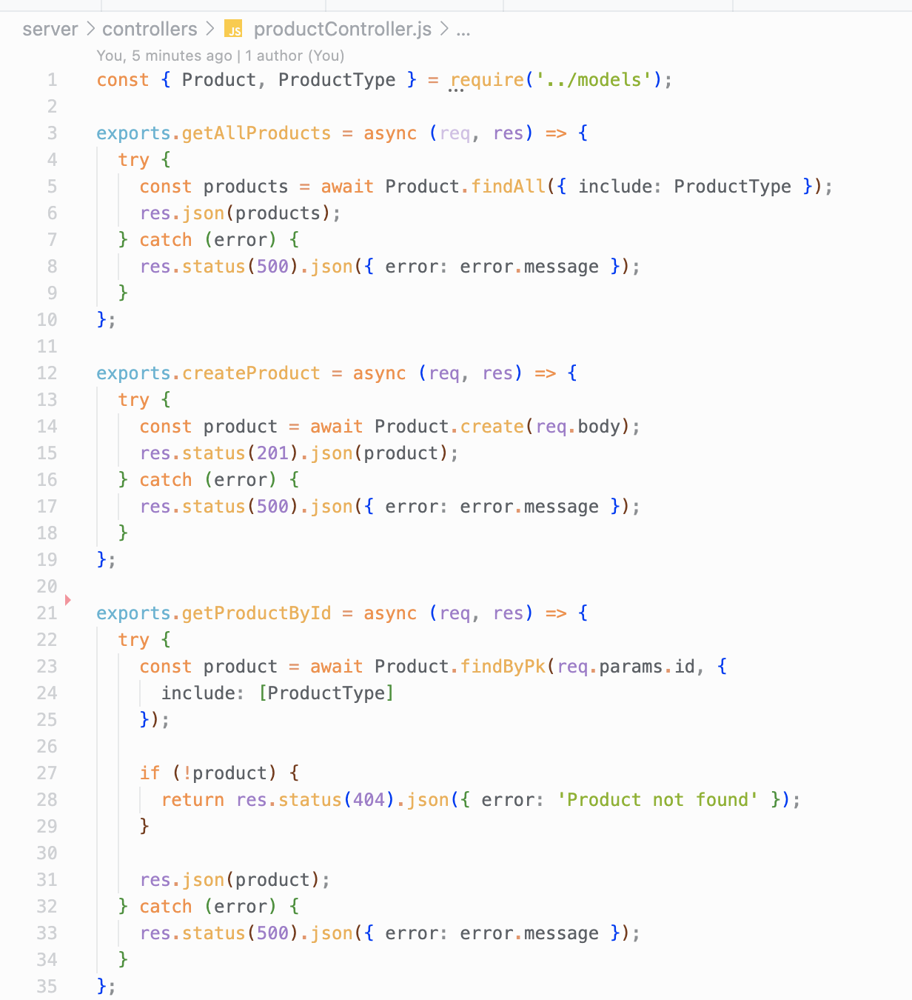 server > controllers > JS productController.js > ...
You, 5 minutes ago | 1 author (You)
1 const { Product, ProductType } = require('../models');
2
3 exports.getAllProducts = async (req, res) => {
4   try {
5     const products = await Product.findAll({ include: ProductType });
6     res.json(products);
7   } catch (error) {
8     res.status(500).json({ error: error.message });
9   }
10 };
11
12 exports.createProduct = async (req, res) => {
13   try {
14     const product = await Product.create(req.body);
15     res.status(201).json(product);
16   } catch (error) {
17     res.status(500).json({ error: error.message });
18   }
19 };
20
21 exports.getProductById = async (req, res) => {
22   try {
23     const product = await Product.findByPk(req.params.id, {
24       include: [ProductType]
25     });
26
27     if (!product) {
28       return res.status(404).json({ error: 'Product not found' });
29     }
30
31     res.json(product);
32   } catch (error) {
33     res.status(500).json({ error: error.message });
34   }
35 };